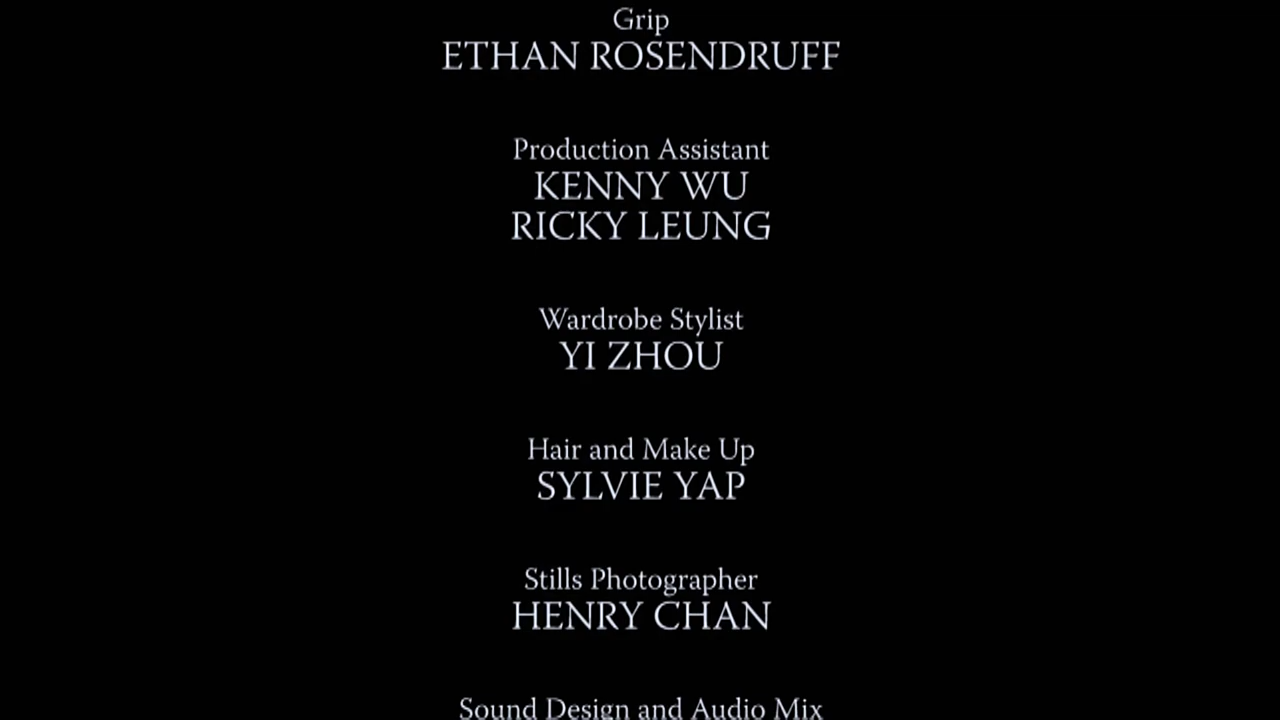 Grip
ETHAN ROSENDRUFF
Production Assistant
KENNY WU
RICKY LEUNG
Wardrobe Stylist
YI ZHOU
Hair and Make Up
SYLVIE YAP
Stills Photographer
HENRY CHAN
Sound Design and Audio Mix